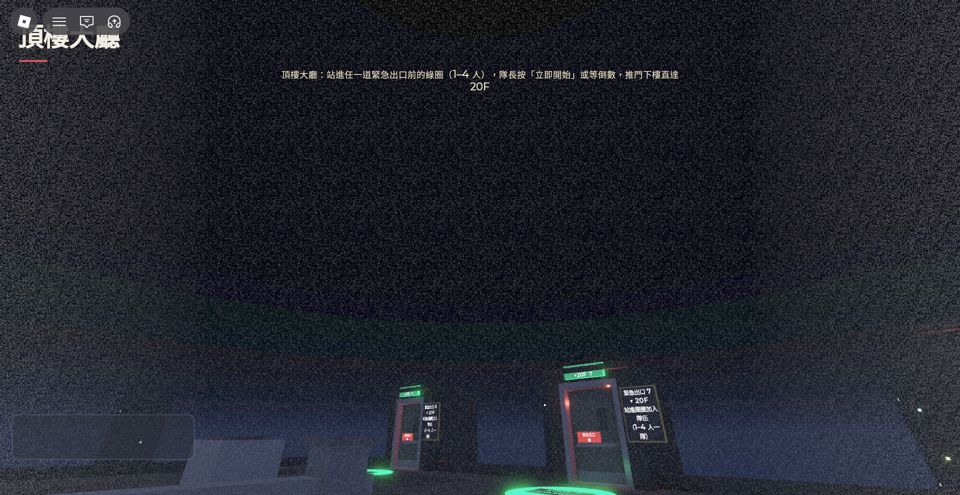 頂樓大廳
頂樓大廳：站進任一道緊急出口前的綠圈（1–4 人），隊長按「立即開始」或等倒數，推門下樓直達
20F
緊急出口 7
▼ 20F
站進圈圈加入
隊伍
（1–4 人一
隊）